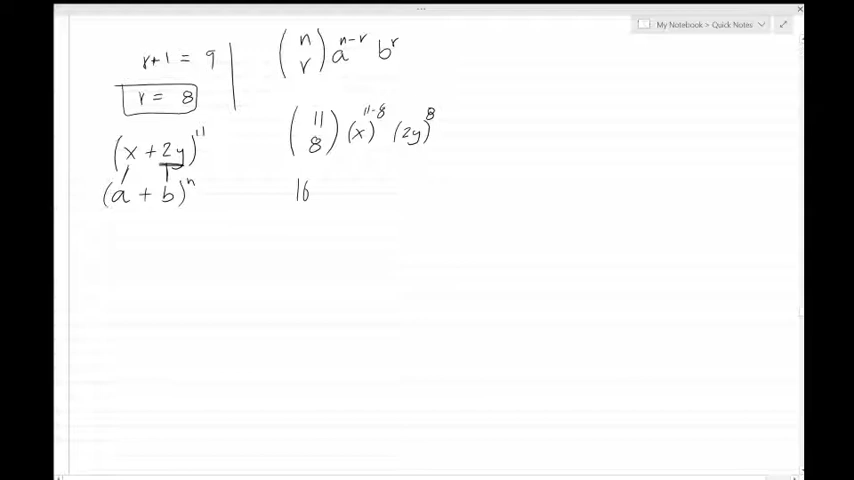 My Notebook > Quick Notes
r+1 = 9
r = 8
(x + 2y)^11
(a + b)^n
(n r) a^n-r b^r
(11 8) (x)^11-8 (2y)^8
16